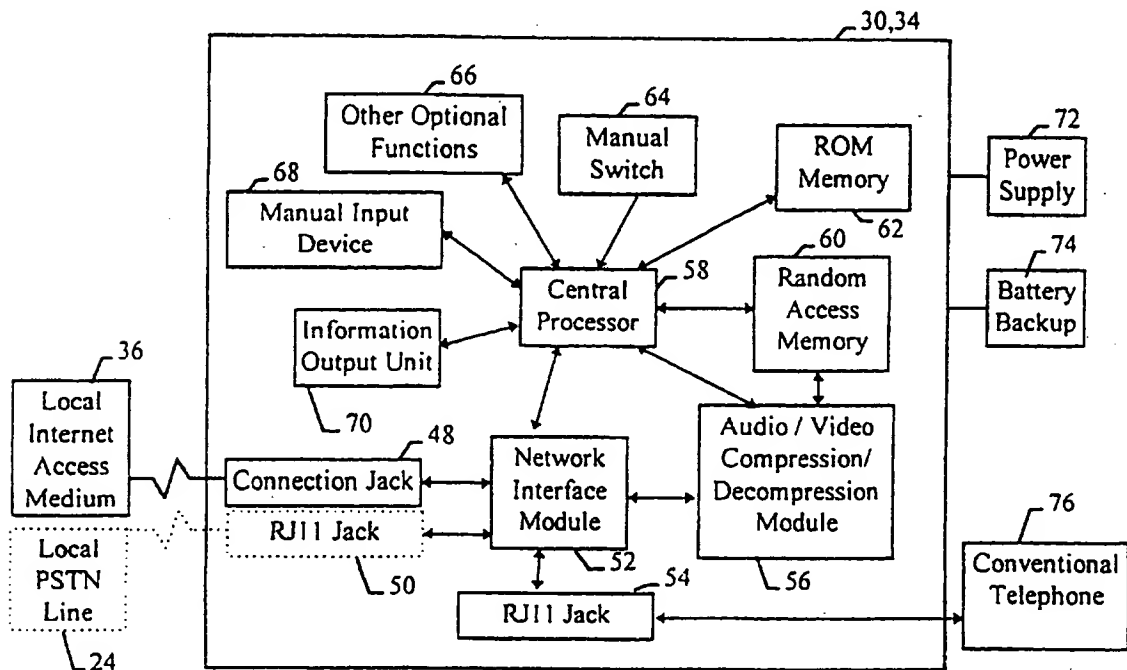 30,34
66
Other Optional
Functions
64
Manual
Switch
ROM
Memory
62
72
Power
Supply
68
Manual Input
Device
58
Central
Processor
60
Random
Access
Memory
74
Battery
Backup
Information
Output Unit
70
36
Local
Internet
Access
Medium
48
Connection Jack
Network
Interface
Module
52
Audio / Video
Compression/
Decompression
Module
56
RJ11 Jack
50
Local
PSTN
Line
24
54
RJ11 Jack
76
Conventional
Telephone